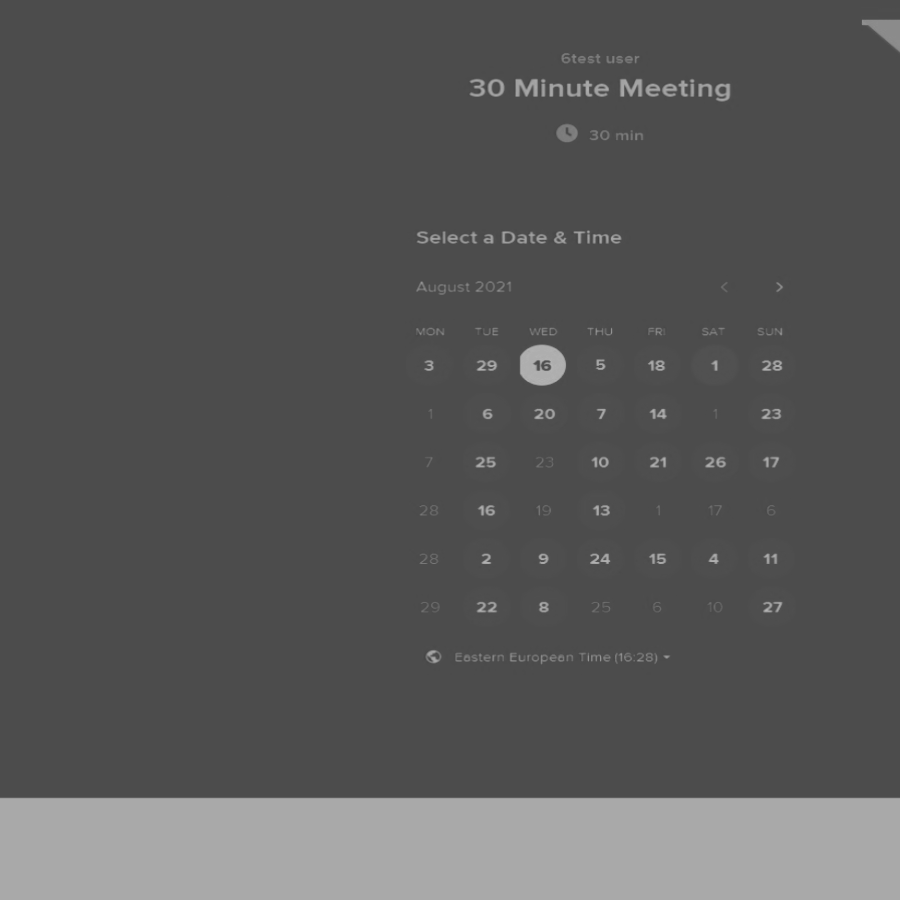 6test user
30 Minute Meeting
30 min
Select a Date & Time
August 2021
MON TUE WED THU FRI SAT SUN
3 29 16 5 18 1 28
1 6 20 7 14 1 23
7 25 23 10 21 26 17
28 16 19 13 1 17 6
28 2 9 24 15 4 11
29 22 8 25 6 10 27
Eastern European Time (16:28)